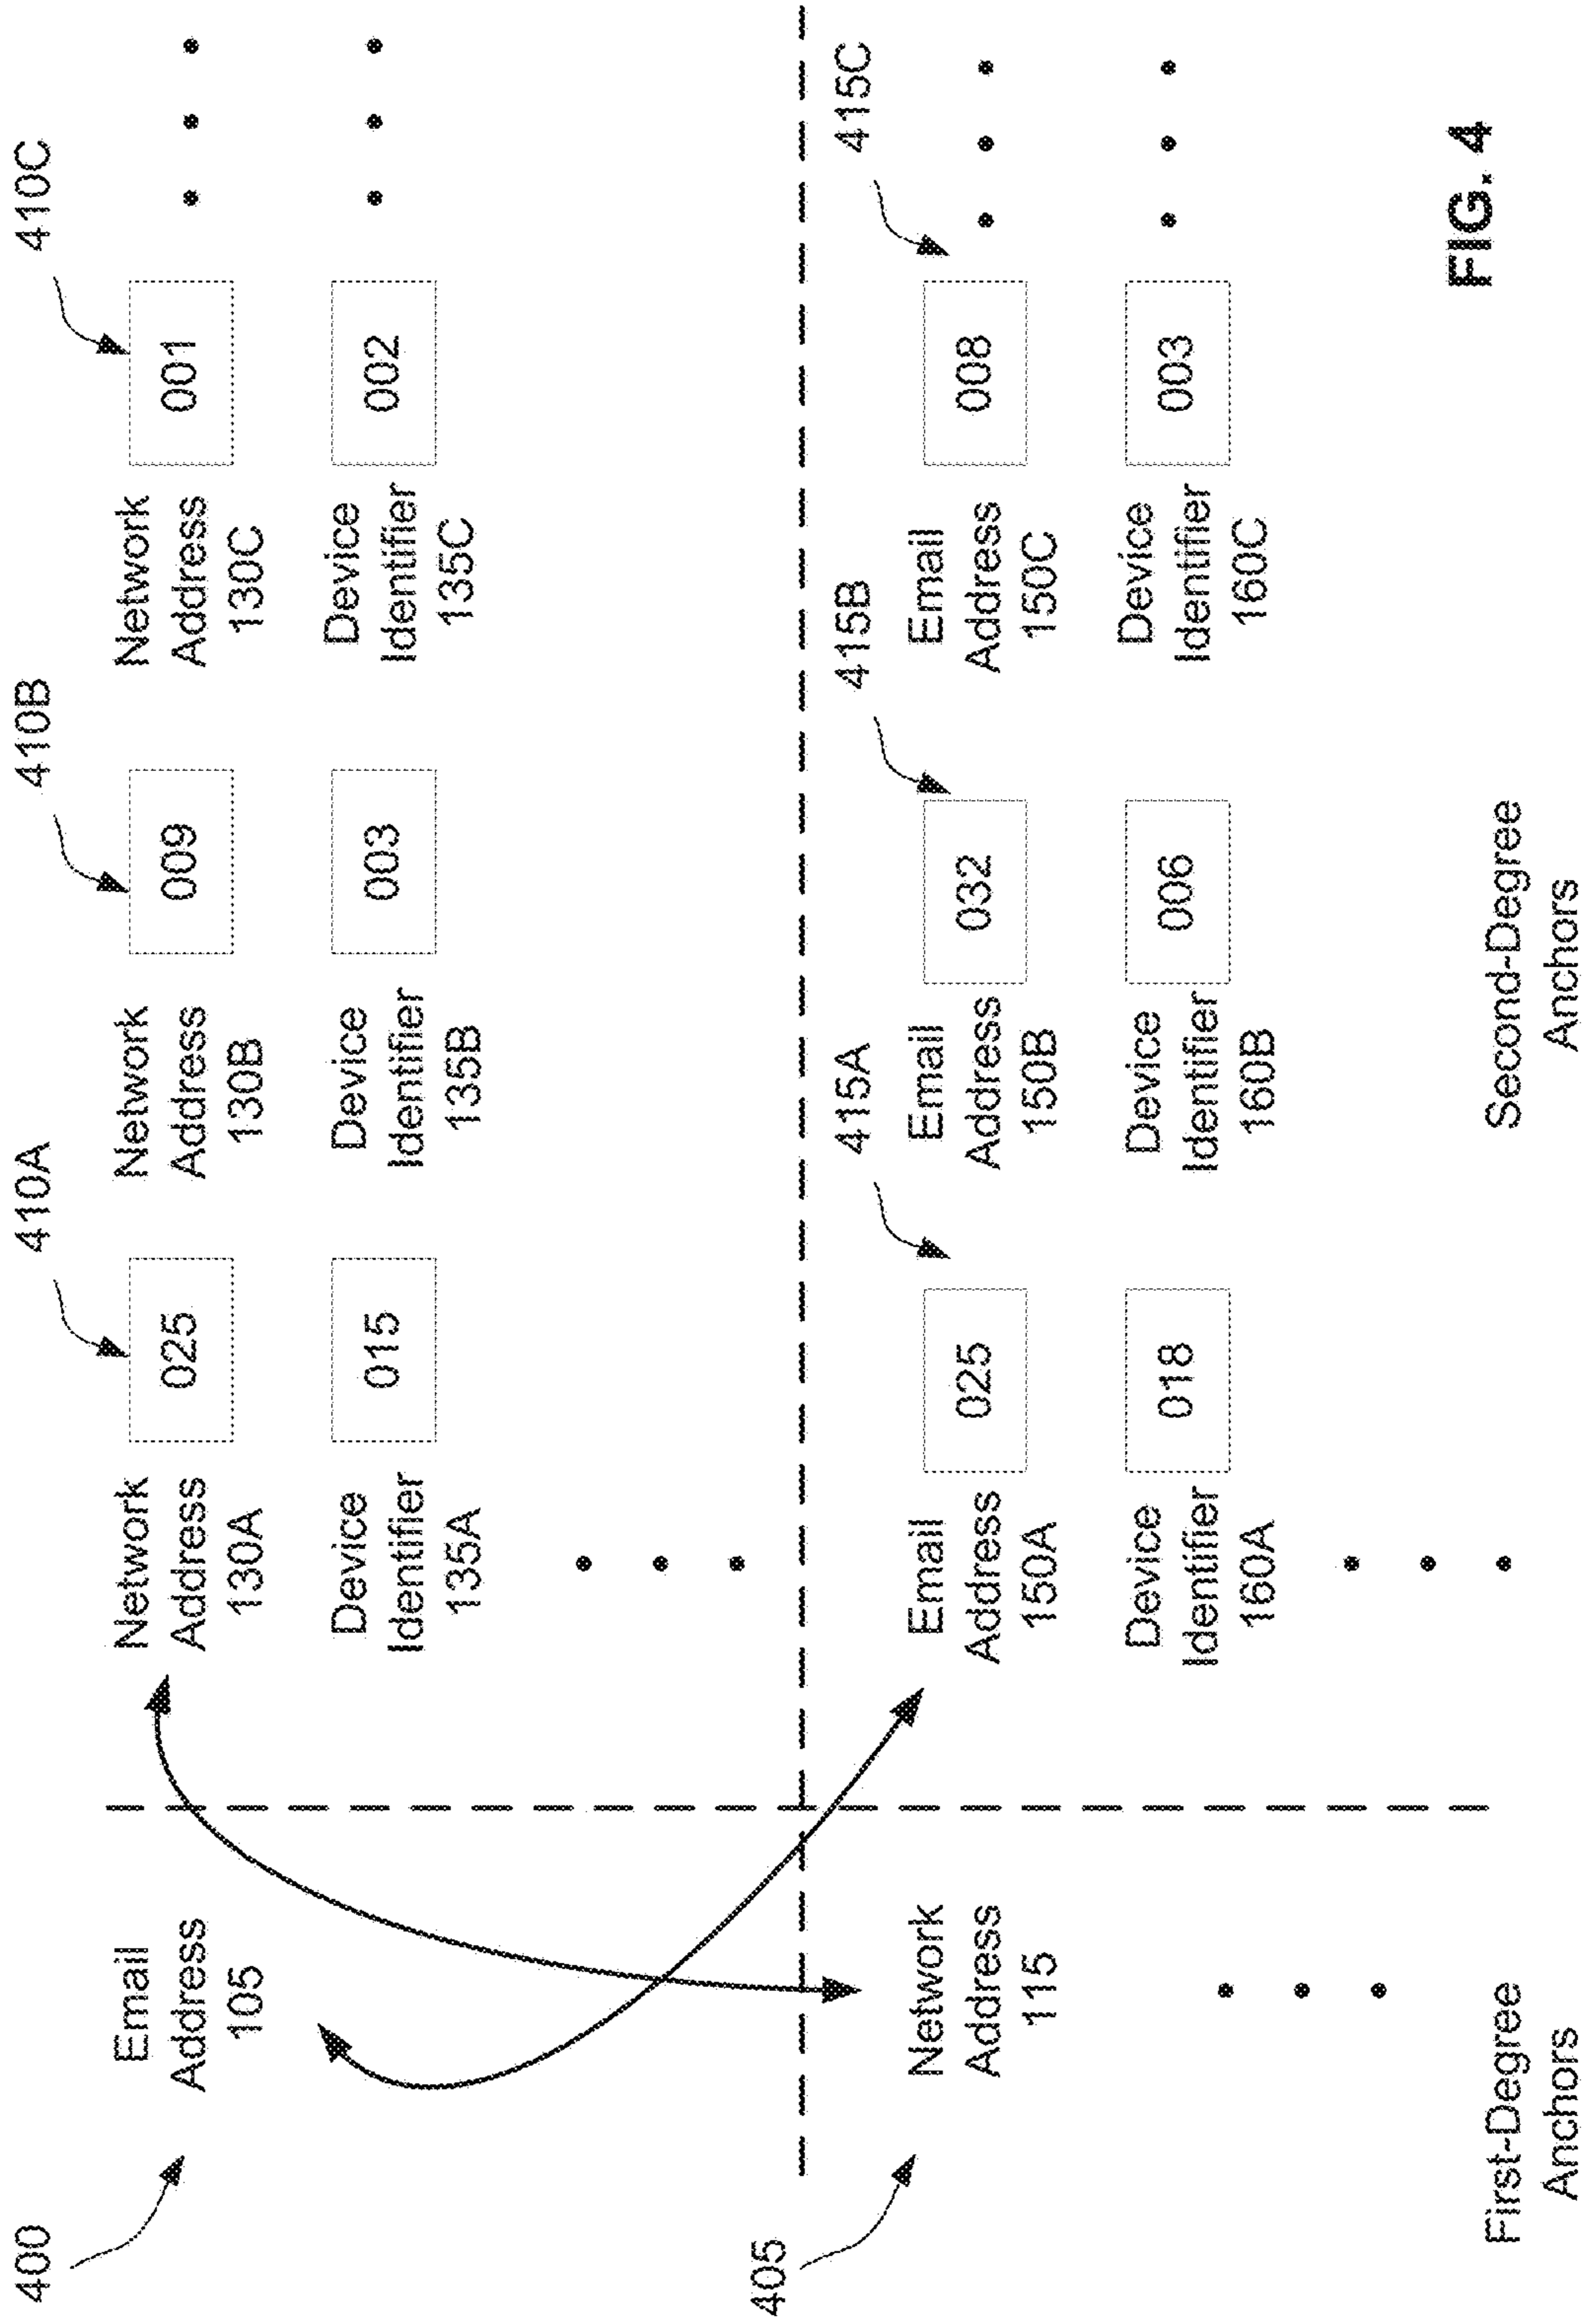 400
410A
410B
410C
Email
Address
105
Network
Address
130A
025
Network
Address
130B
009
Network
Address
130C
001
Device
Identifier
135A
015
Device
Identifier
135B
003
Device
Identifier
135C
002
405
415A
415B
415C
Network
Address
115
Email
Address
150A
025
Email
Address
150B
032
Email
Address
150C
008
Device
Identifier
160A
018
Device
Identifier
160B
006
Device
Identifier
160C
003
First-Degree
Anchors
Second-Degree
Anchors
FIG. 4